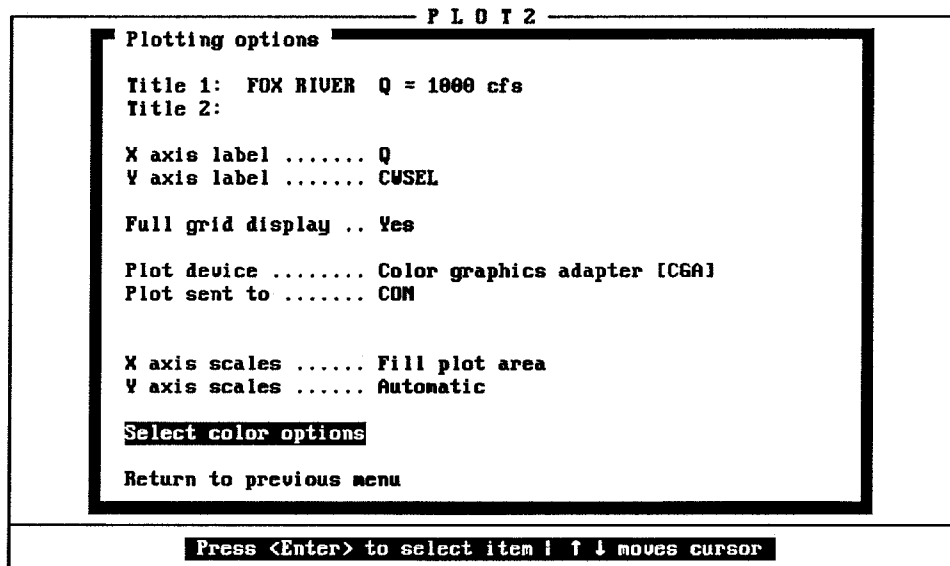 P L O T 2
Plotting options
Title 1: FOX RIVER Q = 1000 cfs
Title 2:
X axis label ....... Q
Y axis label ....... CWSEL
Full grid display .. Yes
Plot device ........ Color graphics adapter [CGA]
Plot sent to ....... CON
X axis scales ...... Fill plot area
Y axis scales ...... Automatic
Select color options
Return to previous menu
Press <Enter> to select item | ↑ ↓ moves cursor